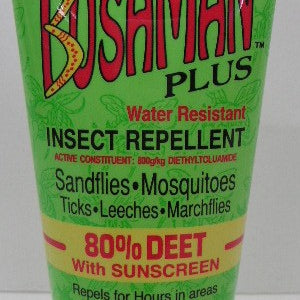 BUSHMAN
PLUS™
Water Resistant
INSECT REPELLENT
ACTIVE CONSTITUENT: 800g/kg DIETHYLTOLUAMIDE
Sandflies•Mosquitoes
Ticks•Leeches•Marchflies
80% DEET
With SUNSCREEN
Repels for Hours in areas